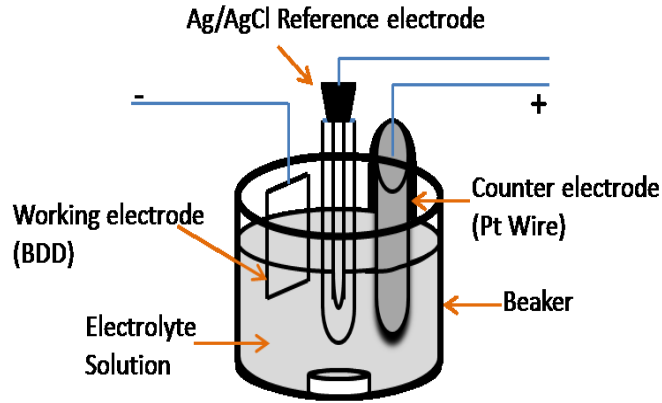 Ag/AgCl Reference electrode
-
+
Working electrode
(BDD)
Counter electrode
(Pt Wire)
Beaker
Electrolyte
Solution